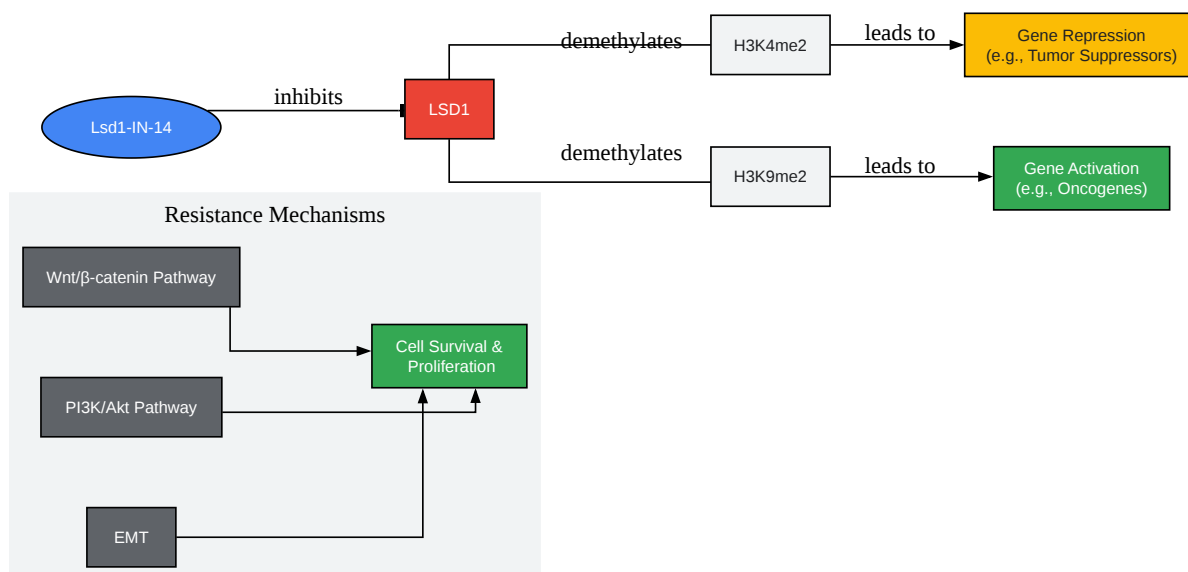 demethylates
H3K4me2
leads to
Gene Repression
(e.g., Tumor Suppressors)
Lsd1-IN-14
inhibits
LSD1
demethylates
H3K9me2
leads to
Gene Activation
(e.g., Oncogenes)
Resistance Mechanisms
Wnt/β-catenin Pathway
Cell Survival &
Proliferation
PI3K/Akt Pathway
EMT